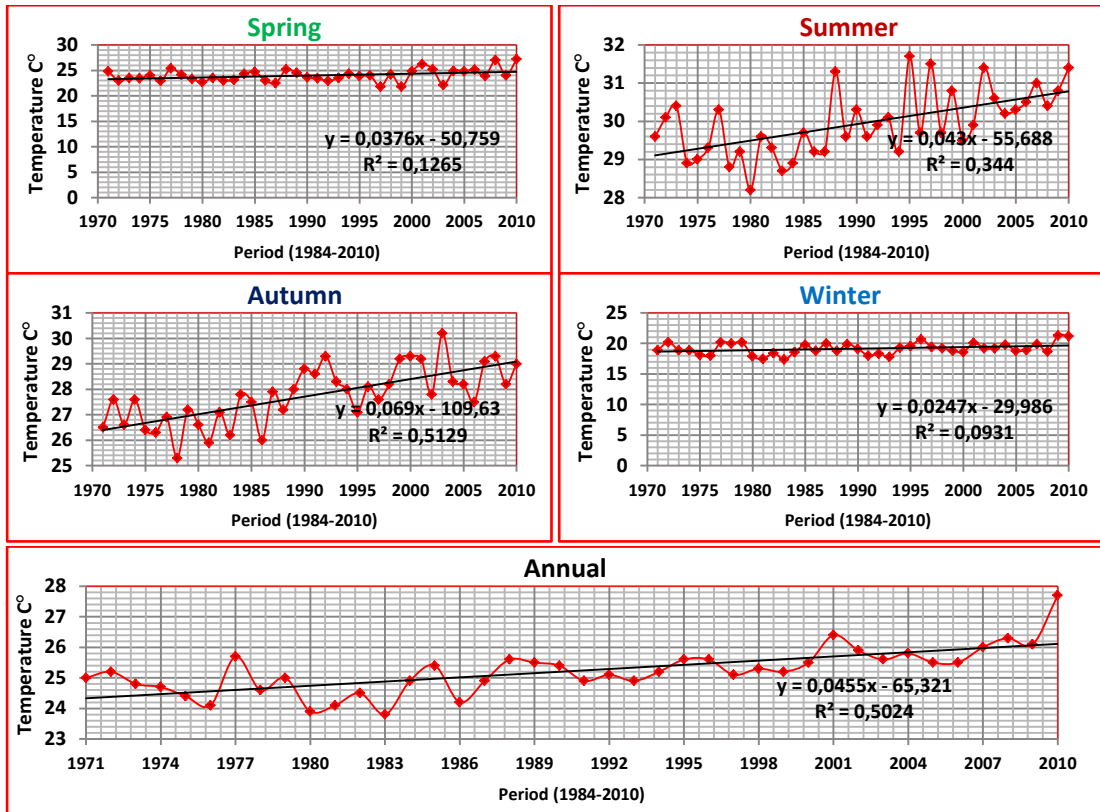 Spring
Temperature C°
30
25
20
15
10
5
0
y = 0,0376x - 50,759
R² = 0,1265
1970 1975 1980 1985 1990 1995 2000 2005 2010
Period (1984-2010)
Summer
Temperature C°
32
31
30
29
28
y = 0,043x - 55,688
R² = 0,344
1970 1975 1980 1985 1990 1995 2000 2005 2010
Period (1984-2010)
Autumn
Temperature C°
31
30
29
28
27
26
25
y = 0,069x - 109,63
R² = 0,5129
1970 1975 1980 1985 1990 1995 2000 2005 2010
Period (1984-2010)
Winter
Temperature C°
25
20
15
10
5
0
y = 0,0247x - 29,986
R² = 0,0931
1970 1975 1980 1985 1990 1995 2000 2005 2010
Period (1984-2010)
Annual
Temperature C°
28
27
26
25
24
23
y = 0,0455x - 65,321
R² = 0,5024
1971 1974 1977 1980 1983 1986 1989 1992 1995 1998 2001 2004 2007 2010
Period (1984-2010)